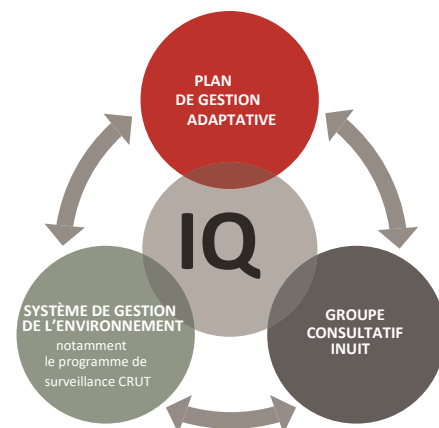 PLAN
DE GESTION
ADAPTATIVE
IQ
SYSTÈME DE GESTION
DE L'ENVIRONNEMENT
notamment
le programme de
surveillance CRUT
GROUPE
CONSULTATIF
INUIT